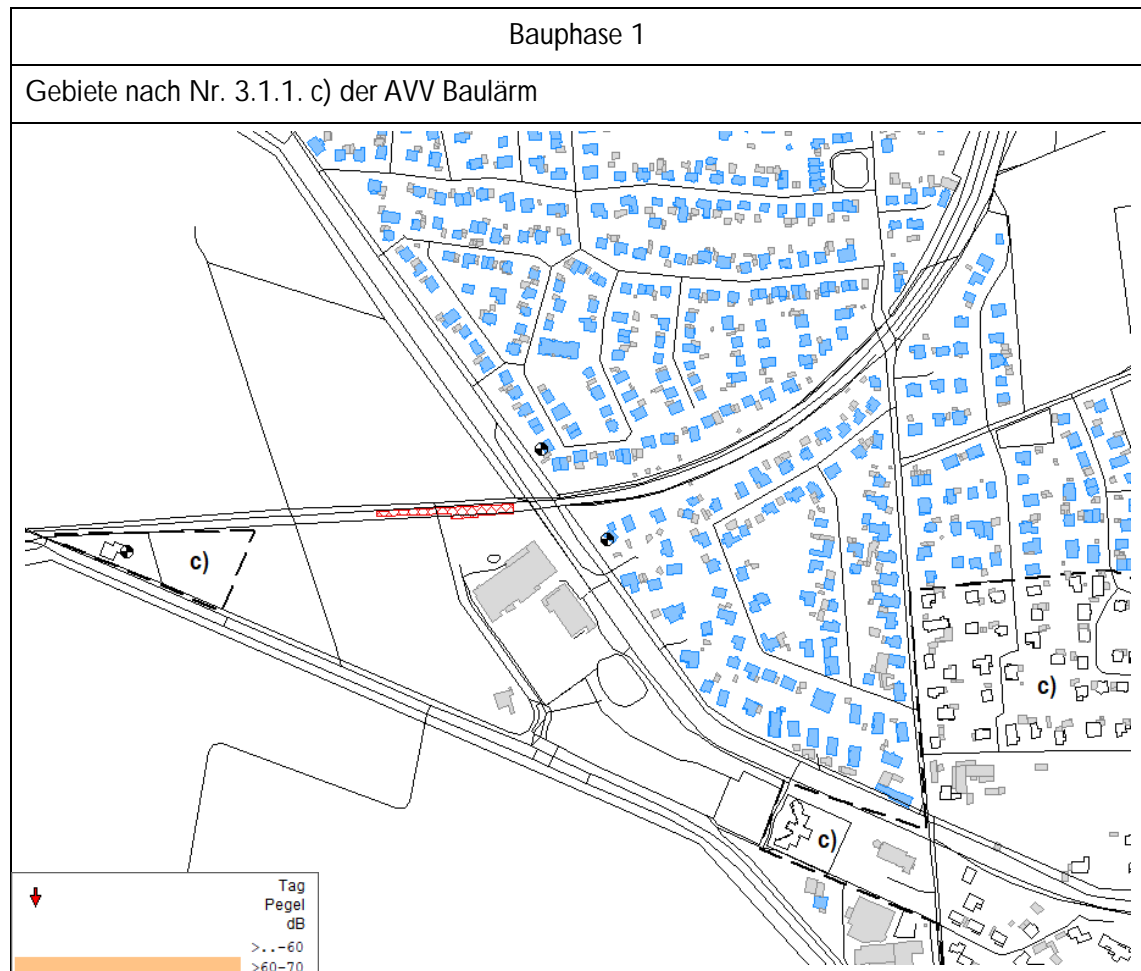 Bauphase 1
Gebiete nach Nr. 3.1.1. c) der AVV Baulärm
c)
c)
c)
Tag
Pegel
dB
>..-60
>60-70